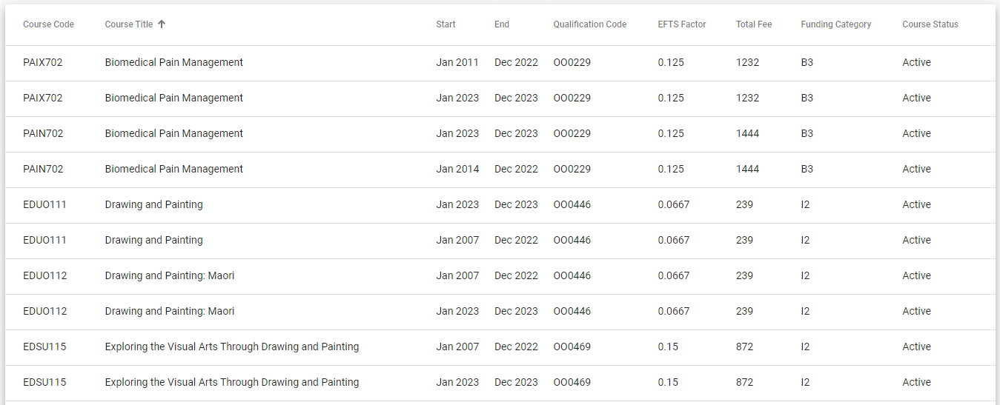 Course Code Course Title ↑ Start End Qualification Code EFTS Factor Total Fee Funding Category Course Status
PAIX702 Biomedical Pain Management Jan 2011 Dec 2022 OO0229 0.125 1232 B3 Active
PAIX702 Biomedical Pain Management Jan 2023 Dec 2023 OO0229 0.125 1232 B3 Active
PAIN702 Biomedical Pain Management Jan 2023 Dec 2023 OO0229 0.125 1444 B3 Active
PAIN702 Biomedical Pain Management Jan 2014 Dec 2022 OO0229 0.125 1444 B3 Active
EDUO111 Drawing and Painting Jan 2023 Dec 2023 OO0446 0.0667 239 I2 Active
EDUO111 Drawing and Painting Jan 2007 Dec 2022 OO0446 0.0667 239 I2 Active
EDUO112 Drawing and Painting: Maori Jan 2007 Dec 2022 OO0446 0.0667 239 I2 Active
EDUO112 Drawing and Painting: Maori Jan 2023 Dec 2023 OO0446 0.0667 239 I2 Active
EDSU115 Exploring the Visual Arts Through Drawing and Painting Jan 2007 Dec 2022 OO0469 0.15 872 I2 Active
EDSU115 Exploring the Visual Arts Through Drawing and Painting Jan 2023 Dec 2023 OO0469 0.15 872 I2 Active